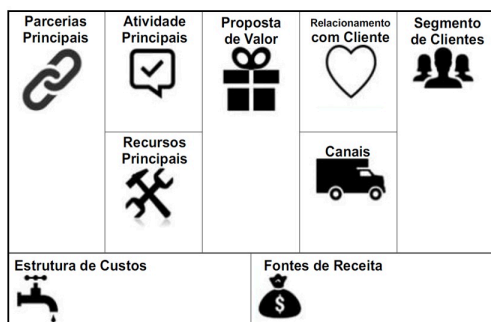 Parcerias
Principais
Atividade
Principais
Proposta
de Valor
Relacionamento
com Cliente
Segmento
de Clientes
Recursos
Principais
Canais
Estrutura de Custos
Fontes de Receita
$